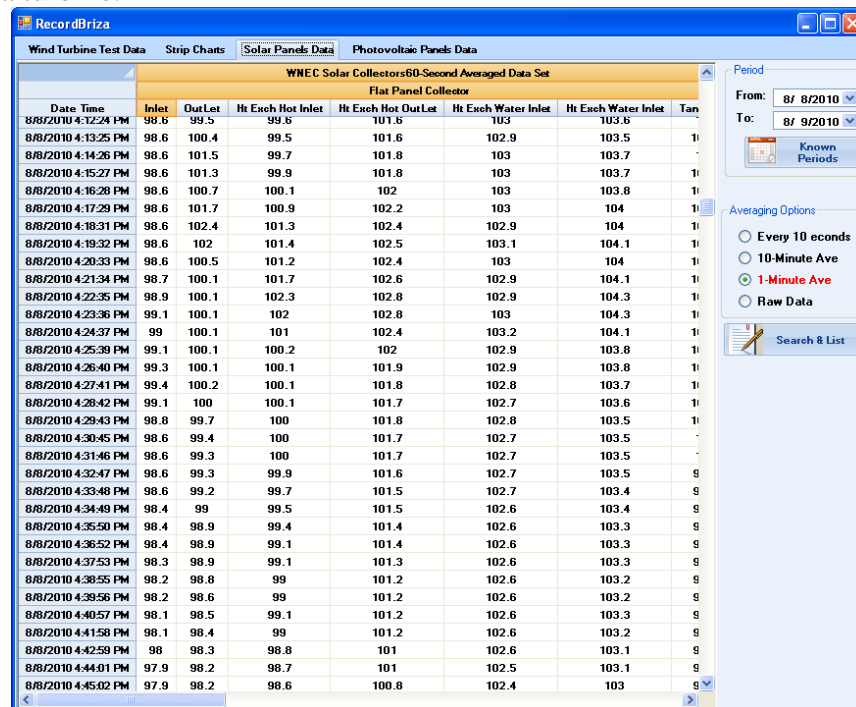 RecordBriza
Wind Turbine Test Data Strip Charts Solar Panels Data Photovoltaic Panels Data
WNEC Solar Collectors60-Second Averaged Data Set
Flat Panel Collector
Date Time Inlet OutLet Ht Exch Hot Inlet Ht Exch Hot OutLet Ht Exch Water Inlet Ht Exch Water Inlet Tan
8/8/2010 4:12:24 PM 98.6 99.5 99.6 101.6 103 103.6
8/8/2010 4:13:25 PM 98.6 100.4 99.5 101.6 102.9 103.5
8/8/2010 4:14:26 PM 98.6 101.5 99.7 101.8 103 103.7
8/8/2010 4:15:27 PM 98.6 101.3 99.9 101.8 103 103.7
8/8/2010 4:16:28 PM 98.6 100.7 100.1 102 103 103.8
8/8/2010 4:17:29 PM 98.6 101.7 100.9 102.2 103 104
8/8/2010 4:18:31 PM 98.6 102.4 101.3 102.4 102.9 104
8/8/2010 4:19:32 PM 98.6 102 101.4 102.5 103.1 104.1
8/8/2010 4:20:33 PM 98.6 100.5 101.2 102.4 103 104
8/8/2010 4:21:34 PM 98.7 100.1 101.7 102.6 102.9 104.1
8/8/2010 4:22:35 PM 98.9 100.1 102.3 102.8 102.9 104.3
8/8/2010 4:23:36 PM 99.1 100.1 102 102.8 103 104.3
8/8/2010 4:24:37 PM 99 100.1 101 102.4 103.2 104.1
8/8/2010 4:25:39 PM 99.1 100.1 100.2 102 102.9 103.8
8/8/2010 4:26:40 PM 99.3 100.1 100.1 101.9 102.9 103.8
8/8/2010 4:27:41 PM 99.4 100.2 100.1 101.8 102.8 103.7
8/8/2010 4:28:42 PM 99.1 100 100.1 101.7 102.7 103.6
8/8/2010 4:29:43 PM 98.8 99.7 100 101.8 102.8 103.5
8/8/2010 4:30:45 PM 98.6 99.4 100 101.7 102.7 103.5
8/8/2010 4:31:46 PM 98.6 99.3 100 101.7 102.7 103.5
8/8/2010 4:32:47 PM 98.6 99.3 99.9 101.6 102.7 103.5
8/8/2010 4:33:48 PM 98.6 99.2 99.7 101.5 102.7 103.4
8/8/2010 4:34:49 PM 98.4 99 99.5 101.5 102.6 103.4
8/8/2010 4:35:50 PM 98.4 98.9 99.4 101.4 102.6 103.3
8/8/2010 4:36:52 PM 98.4 98.9 99.1 101.4 102.6 103.3
8/8/2010 4:37:53 PM 98.3 98.9 99.1 101.3 102.6 103.3
8/8/2010 4:38:55 PM 98.2 98.8 99 101.2 102.6 103.2
8/8/2010 4:39:56 PM 98.2 98.6 99 101.2 102.6 103.2
8/8/2010 4:40:57 PM 98.1 98.5 99.1 101.2 102.6 103.3
8/8/2010 4:41:58 PM 98.1 98.4 99 101.2 102.6 103.2
8/8/2010 4:42:59 PM 98 98.3 98.8 101 102.6 103.1
8/8/2010 4:44:01 PM 97.9 98.2 98.7 101 102.5 103.1
8/8/2010 4:45:02 PM 97.9 98.2 98.6 100.8 102.4 103
Period
From: 8/ 8/2010
To: 8/ 9/2010
Known
Periods
Averaging Options
Every 10 econds
10-Minute Ave
1-Minute Ave
Raw Data
Search & List